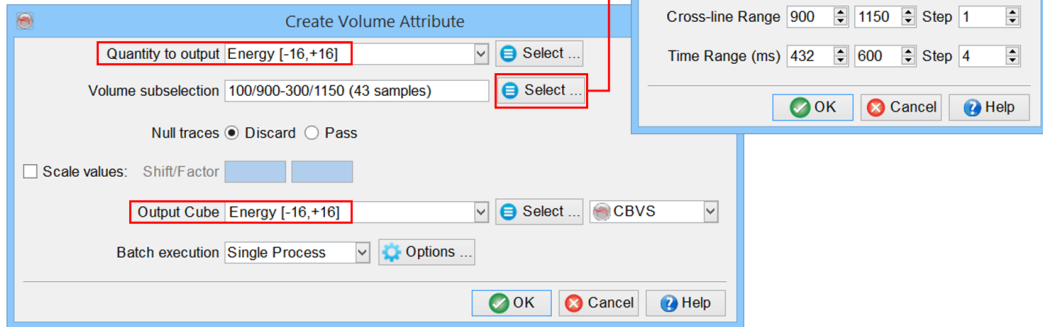 Create Volume Attribute
Quantity to output Energy [-16,+16] Select ...
Volume subselection 100/900-300/1150 (43 samples) Select ...
Null traces Discard Pass
Scale values: Shift/Factor
Output Cube Energy [-16,+16] Select ... CBVS
Batch execution Single Process Options ...
OK Cancel Help
Cross-line Range 900 1150 Step 1
Time Range (ms) 432 600 Step 4
OK Cancel Help